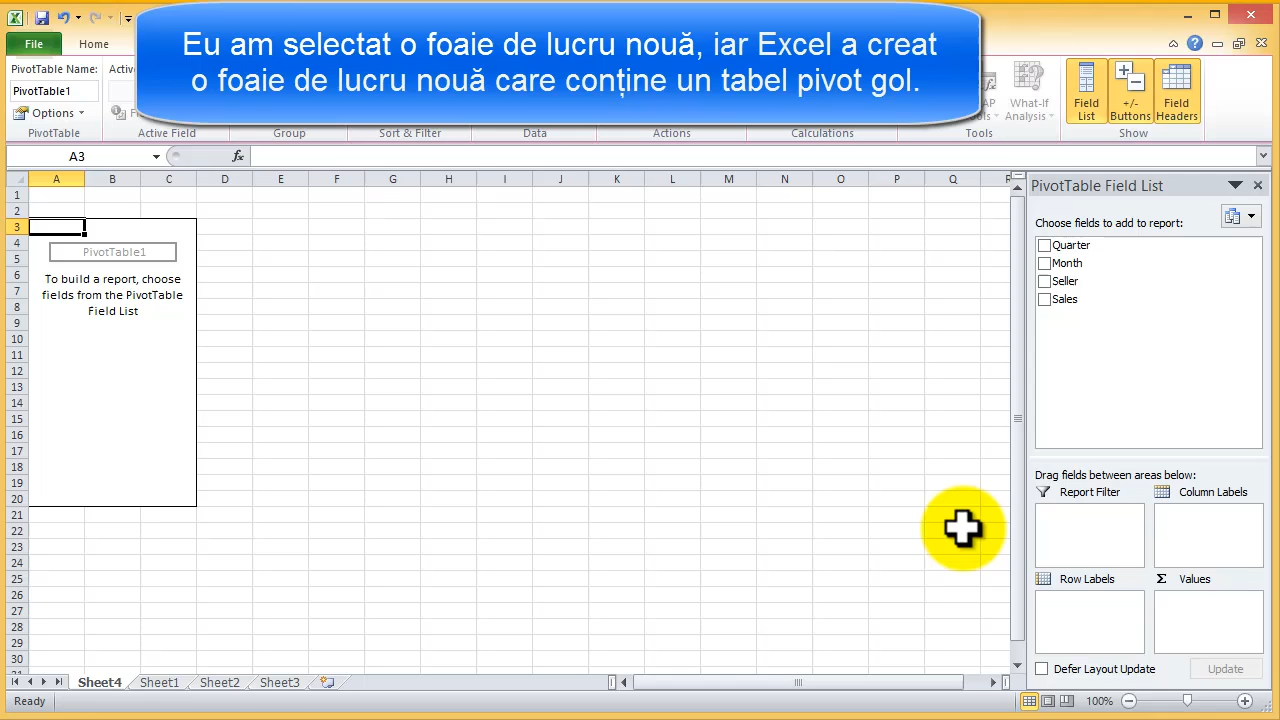 Eu am selectat o foaie de lucru nouă, iar Excel a creat
o foaie de lucru nouă care conține un tabel pivot gol.
File
Home
PivotTable Name:
PivotTable1
Options
PivotTable
Active Field
Group
Sort & Filter
Data
Actions
Calculations
What-If
Analysis
Tools
Field
List
+/-
Buttons
Field
Headers
Show
A3
fx
A B C D E F G H I J K L M N O P Q
1
2
3
4
5
6
7
8
9
10
11
12
13
14
15
16
17
18
19
20
21
22
23
24
25
26
27
28
29
30
PivotTable1
To build a report, choose
fields from the PivotTable
Field List
PivotTable Field List
Choose fields to add to report:
Quarter
Month
Seller
Sales
Drag fields between areas below:
Report Filter
Column Labels
Row Labels
Σ Values
Defer Layout Update
Update
Sheet4
Sheet1
Sheet2
Sheet3
Ready
100%